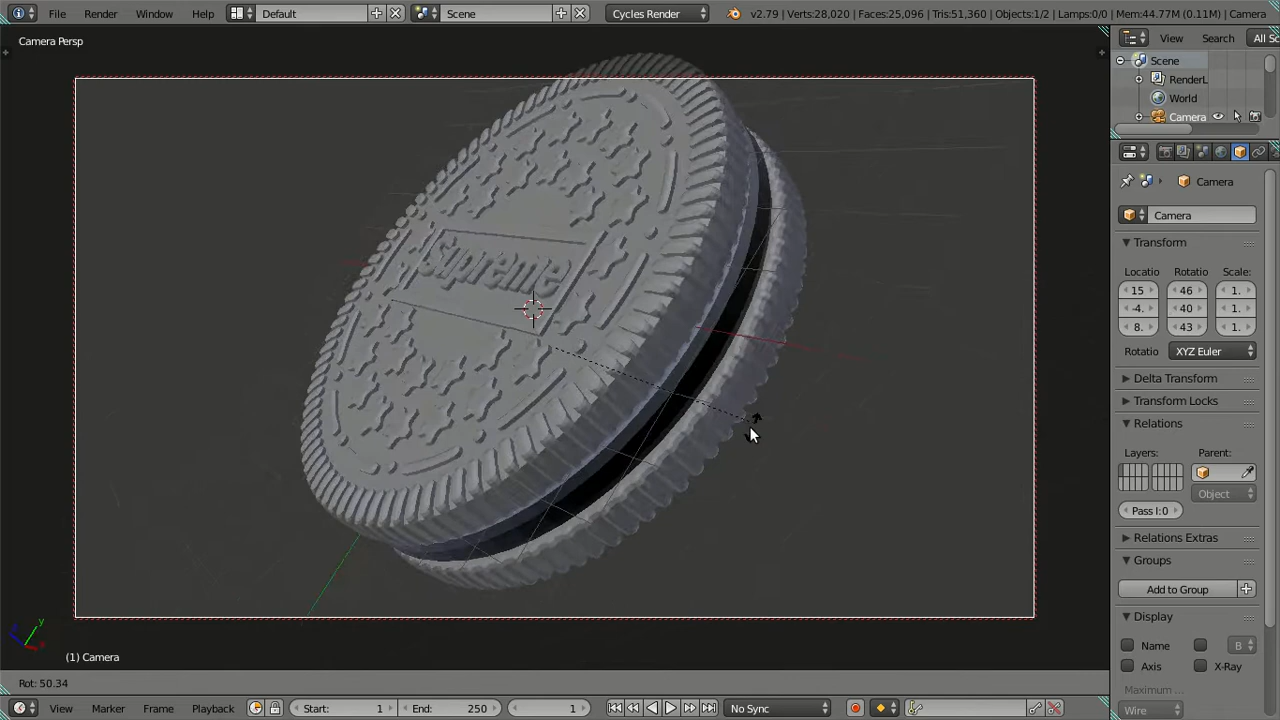 File Render Window Help Default Scene Cycles Render v2.79 | Verts:28,020 | Faces:25,096 | Tris:51,360 | Objects:1/2 | Lamps:0/0 | Mem:44.77M (0.11M) | Camera
Camera Persp
View Search All Sc
Scene
RenderL
World
Camera
Camera
Camera
Transform
Locatio Rotatio Scale:
15 46 1.
-4. 40 1.
8. 43 1.
Rotatio XYZ Euler
Delta Transform
Transform Locks
Relations
Layers: Parent:
Object
Pass I:0
Relations Extras
Groups
Add to Group
Display
Name B
Axis X-Ray
Maximum ...
Wire
Supreme
x y z
(1) Camera
Rot: 50.34
View Marker Frame Playback Start: 1 End: 250 1 No Sync